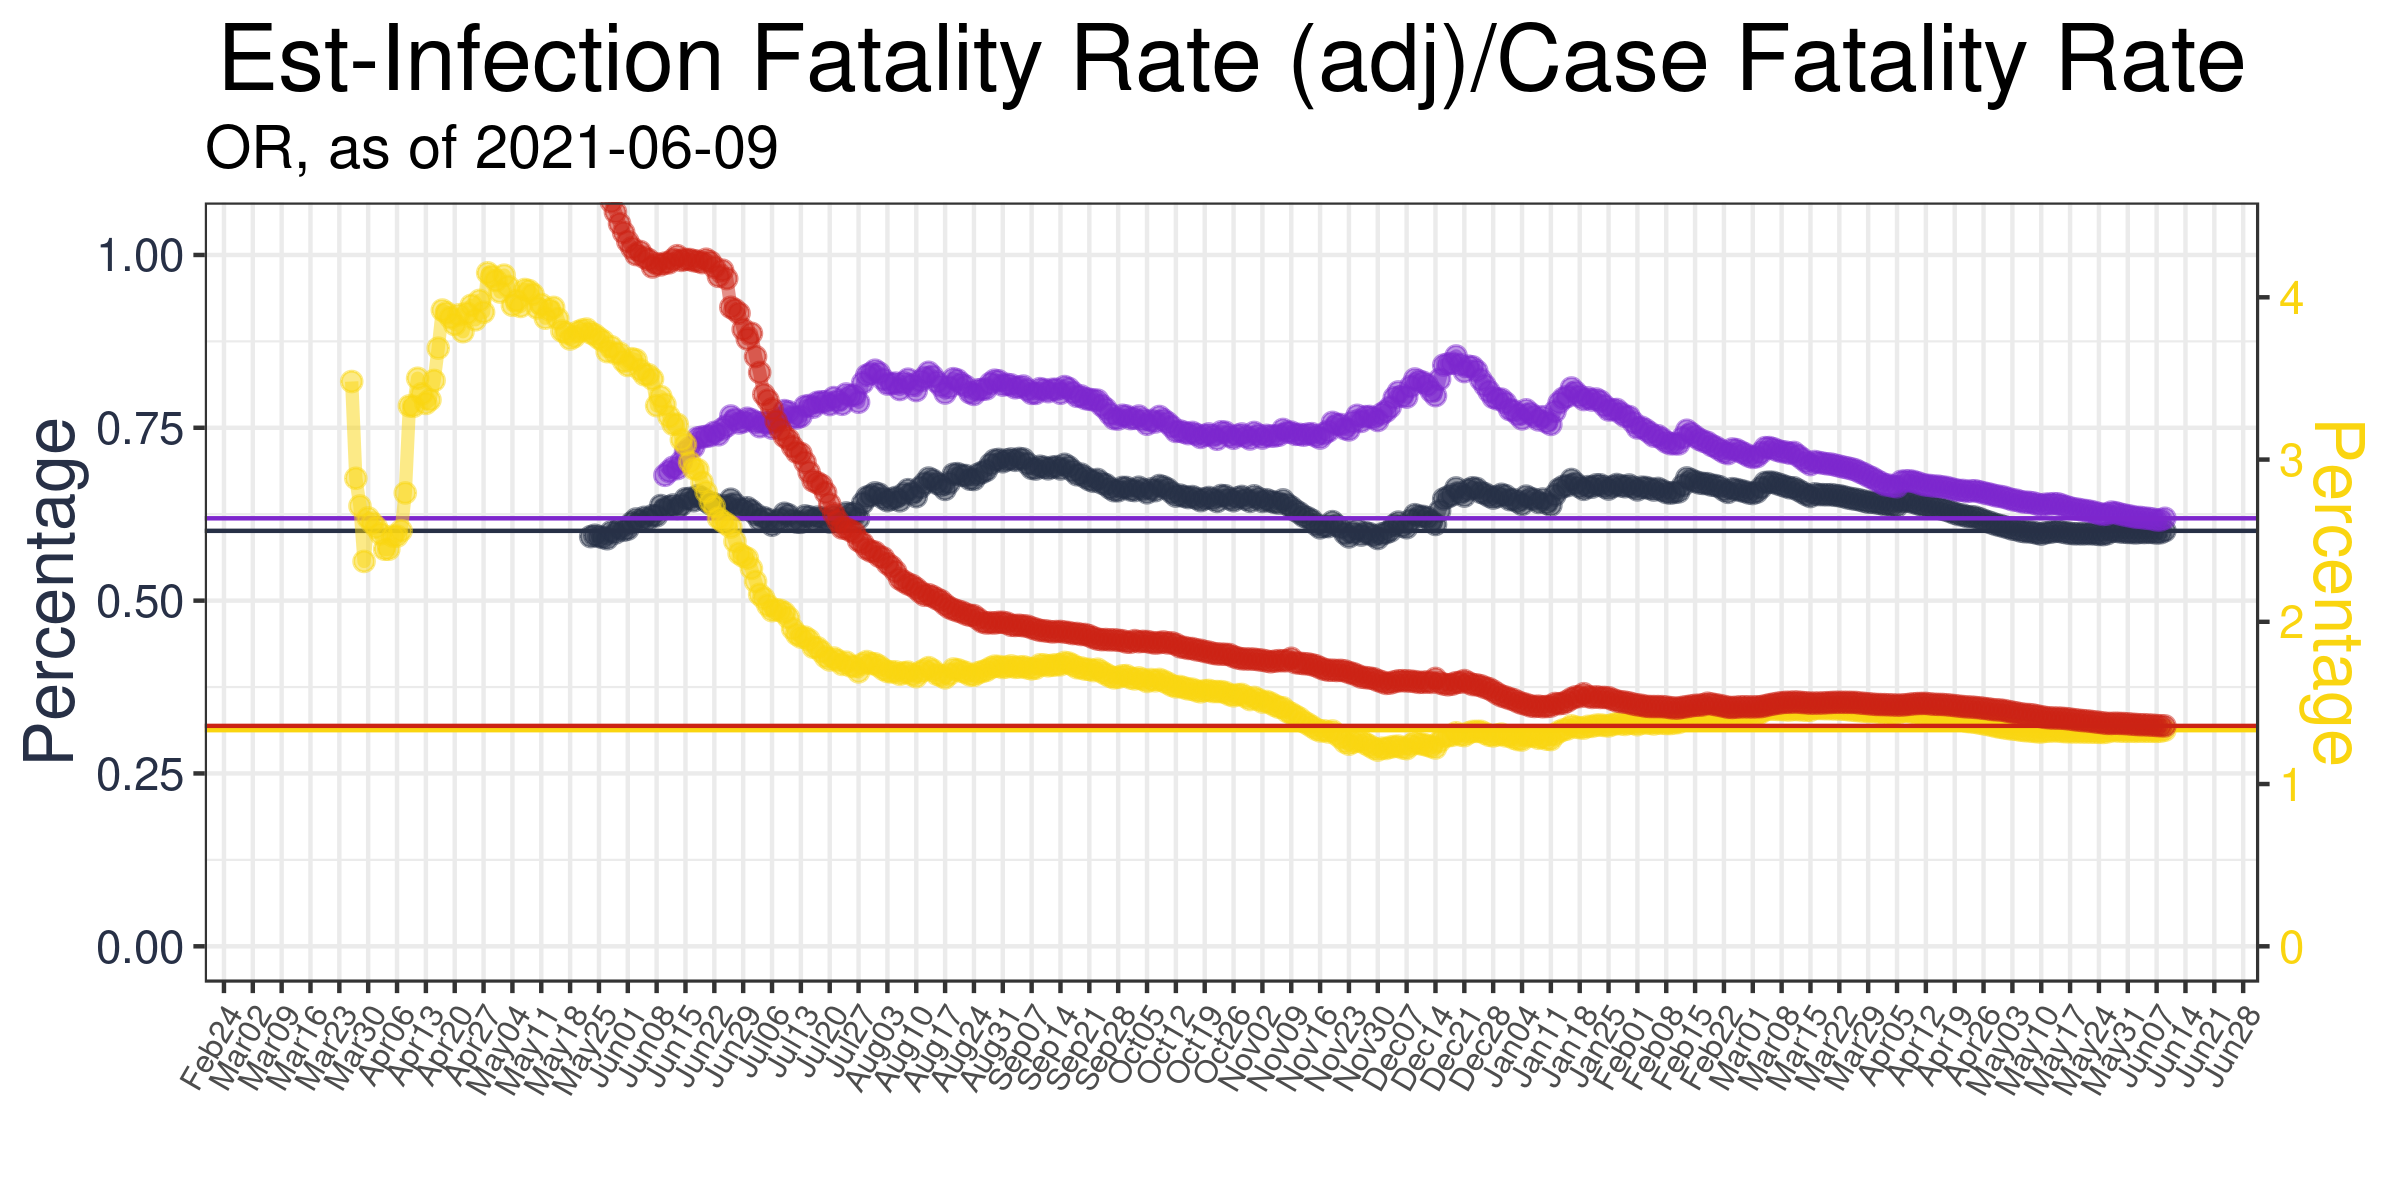 Est-Infection Fatality Rate (adj)/Case Fatality Rate
OR, as of 2021-06-09
Percentage
1.00
0.75
0.50
0.25
0.00
4
3
2
1
0
Percentage
Feb24
Mar02
Mar09
Mar16
Mar23
Mar30
Apr06
Apr13
Apr20
Apr27
May04
May11
May18
May25
Jun01
Jun08
Jun15
Jun22
Jun29
Jul06
Jul13
Jul20
Jul27
Aug03
Aug10
Aug17
Aug24
Aug31
Sep07
Sep14
Sep21
Sep28
Oct05
Oct12
Oct19
Oct26
Nov02
Nov09
Nov16
Nov23
Nov30
Dec07
Dec14
Dec21
Dec28
Jan04
Jan11
Jan18
Jan25
Feb01
Feb08
Feb15
Feb22
Mar01
Mar08
Mar15
Mar22
Mar29
Apr05
Apr12
Apr19
Apr26
May03
May10
May17
May24
May31
Jun07
Jun14
Jun21
Jun28